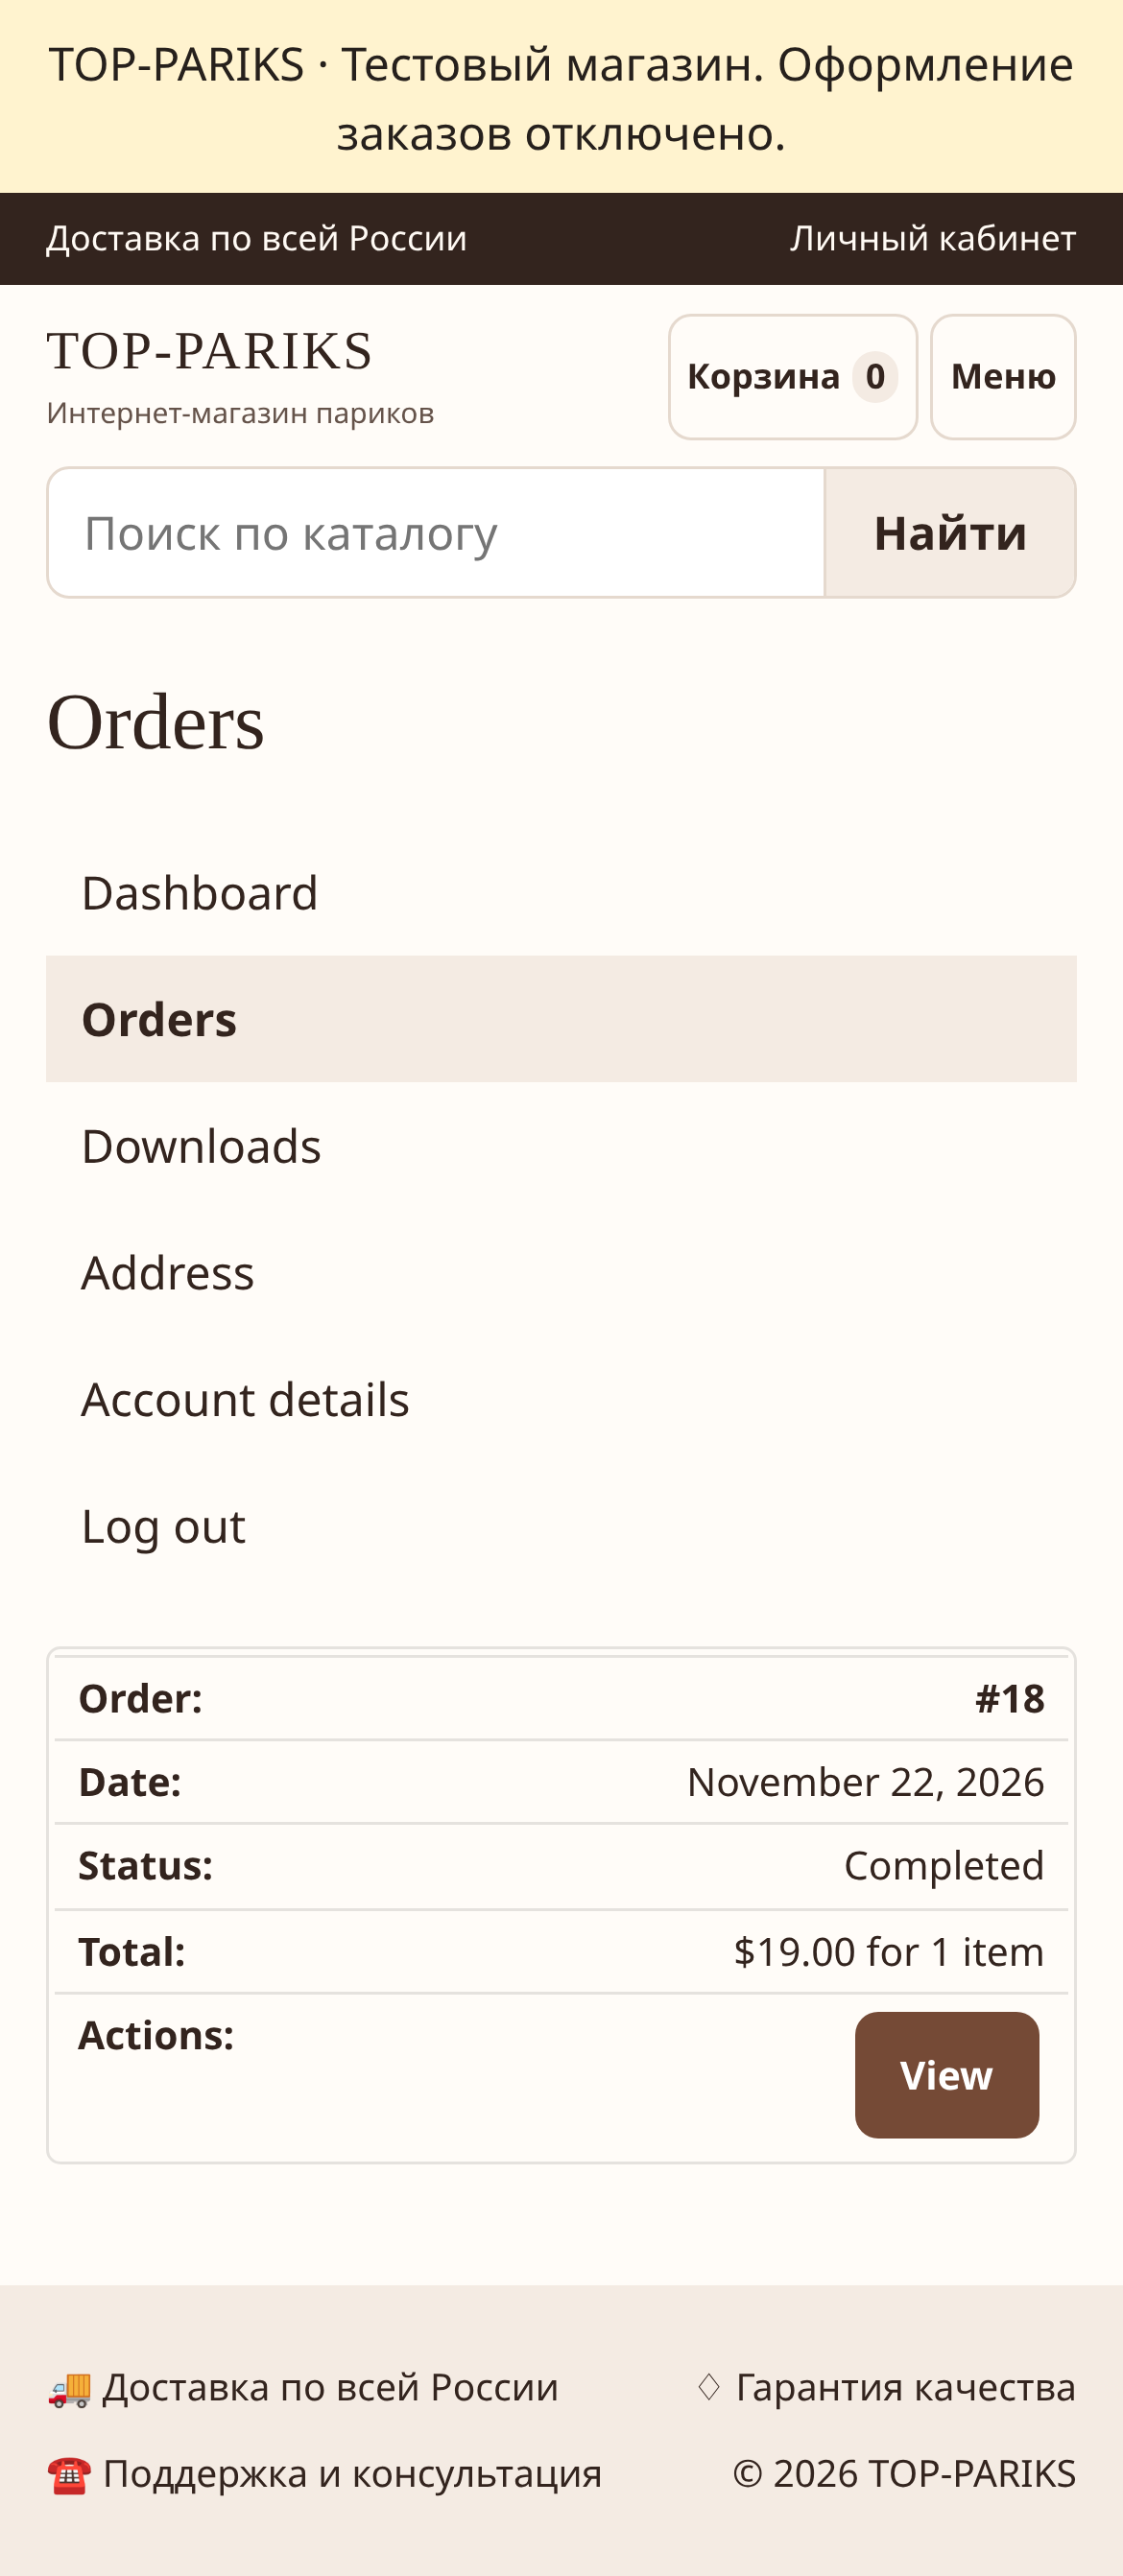 TOP-PARIKS · Тестовый магазин. Оформление
заказов отключено.
Доставка по всей России
Личный кабинет
TOP-PARIKS
Интернет-магазин париков
Корзина 0
Меню
Поиск по каталогу
Найти
Orders
Dashboard
Orders
Downloads
Address
Account details
Log out
Order: #18
Date: November 22, 2026
Status: Completed
Total: $19.00 for 1 item
Actions: View
🚚 Доставка по всей России
♢ Гарантия качества
☎️ Поддержка и консультация
© 2026 TOP-PARIKS